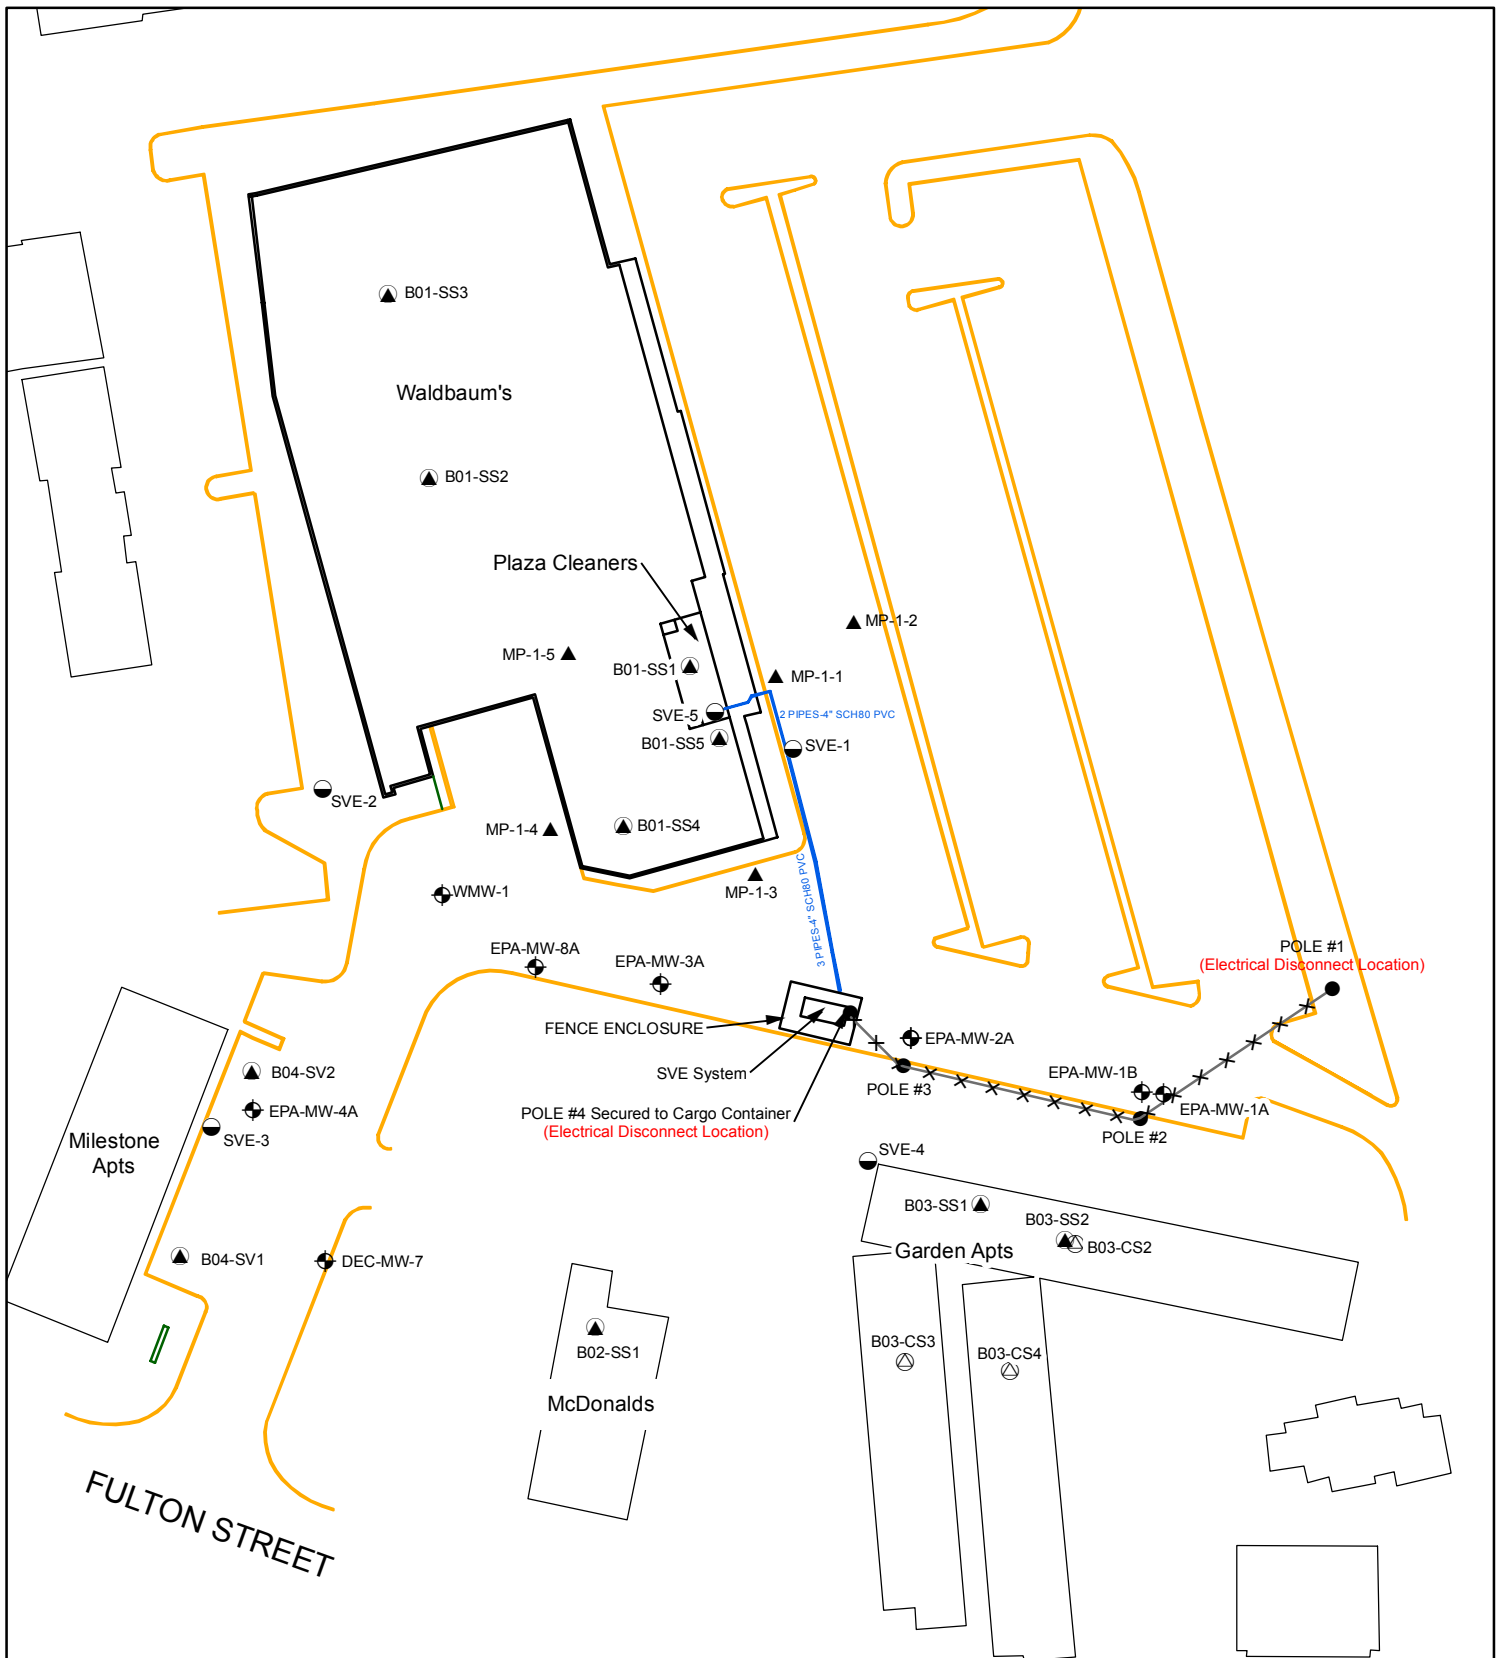 B01-SS3
Waldbaum's
B01-SS2
Plaza Cleaners
MP-1-2
MP-1-5
B01-SS1
MP-1-1
SVE-5
2 PIPES-4" SCH80 PVC
B01-SS5
SVE-1
SVE-2
MP-1-4
B01-SS4
MP-1-3
WMW-1
3 PIPES-4" SCH80 PVC
EPA-MW-8A
EPA-MW-3A
POLE #1
(Electrical Disconnect Location)
FENCE ENCLOSURE
EPA-MW-2A
SVE System
POLE #3
EPA-MW-1B
B04-SV2
EPA-MW-4A
EPA-MW-1A
POLE #4 Secured to Cargo Container
(Electrical Disconnect Location)
POLE #2
SVE-3
Milestone
Apts
SVE-4
B03-SS1
B03-SS2
B03-CS2
Garden Apts
B04-SV1
DEC-MW-7
B03-CS3
B03-CS4
B02-SS1
McDonalds
FULTON STREET